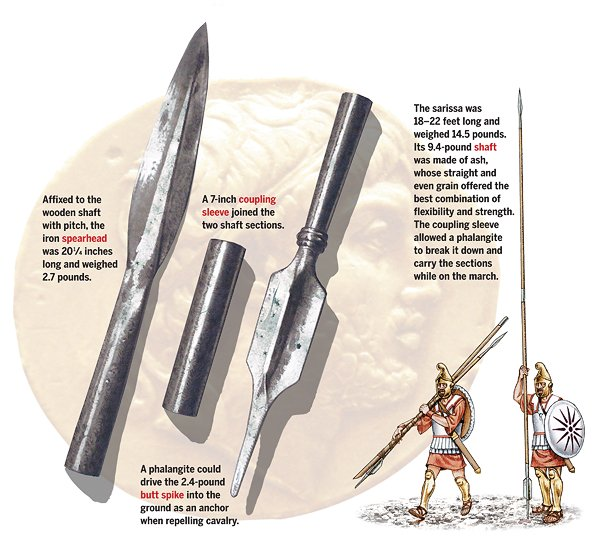 Affixed to the
wooden shaft
with pitch, the
iron spearhead
was 20¼ inches
long and weighed
2.7 pounds.
A 7-inch coupling
sleeve joined the
two shaft sections.
The sarissa was
18–22 feet long and
weighed 14.5 pounds.
Its 9.4-pound shaft
was made of ash,
whose straight and
even grain offered the
best combination of
flexibility and strength.
The coupling sleeve
allowed a phalangite
to break it down and
carry the sections
while on the march.
A phalangite could
drive the 2.4-pound
butt spike into the
ground as an anchor
when repelling cavalry.